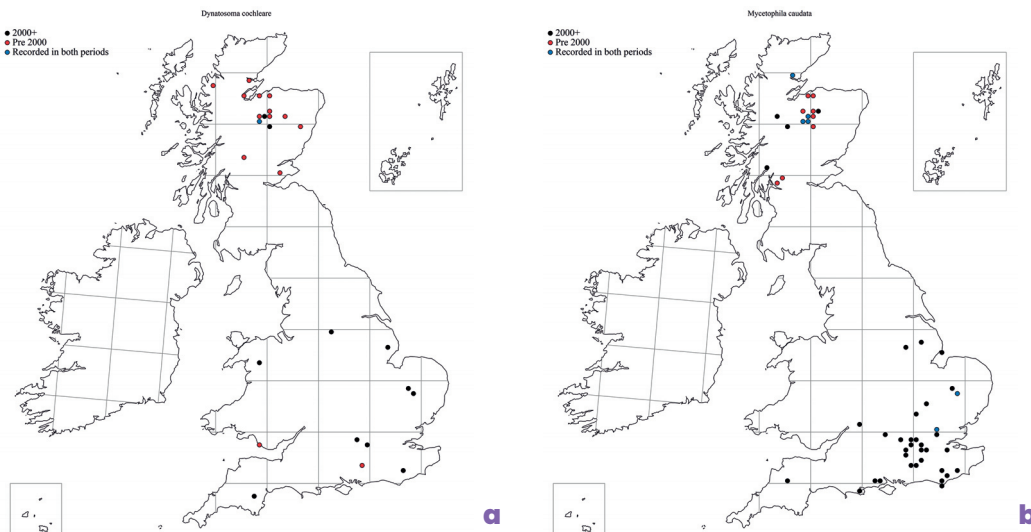 Dynatosoma cochleare
2000+
Pre 2000
Recorded in both periods
a
Mycetophila caudata
2000+
Pre 2000
Recorded in both periods
b